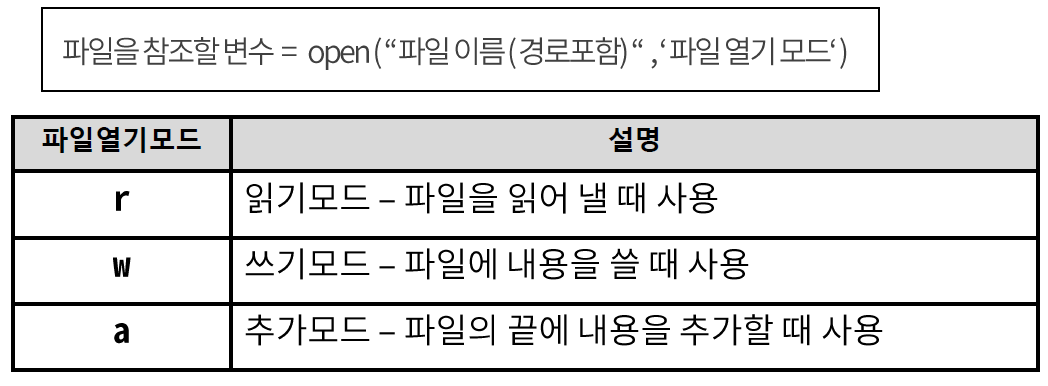 파일을 참조할 변수 = open(“파일 이름(경로포함)“ ,‘파일 열기 모드‘)
파일열기모드 설명
r 읽기모드 – 파일을 읽어 낼 때 사용
w 쓰기모드 – 파일에 내용을 쓸 때 사용
a 추가모드 – 파일의 끝에 내용을 추가할 때 사용